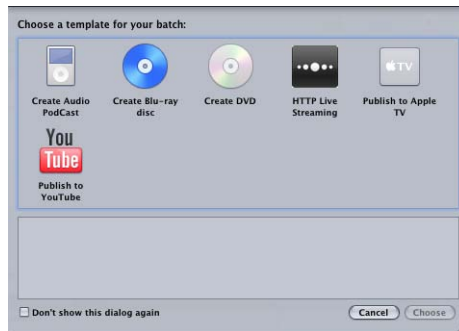 Choose a template for your batch:
tv
Create Audio
PodCast
Create Blu-ray
disc
Create DVD
HTTP Live
Streaming
Publish to Apple
TV
You
Tube
Publish to
YouTube
Don't show this dialog again
Cancel
Choose